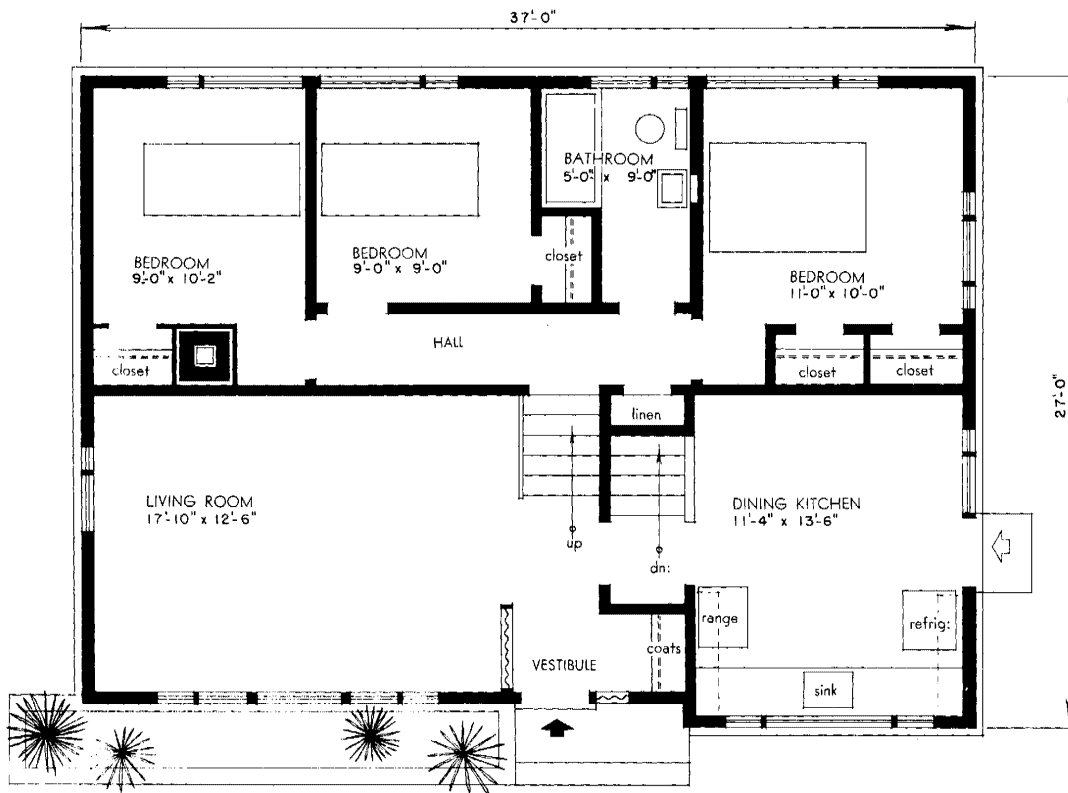 37'-0"
BATHROOM
5'-0" x 9'-0"
BEDROOM
9'-0" x 10'-2"
BEDROOM
9'-0" x 9'-0"
closet
BEDROOM
11'-0" x 10'-0"
HALL
closet
closet
closet
27'-0"
linen
LIVING ROOM
17'-10" x 12'-6"
DINING KITCHEN
11'-4" x 13'-6"
up
dn:
range
refrig:
coats
VESTIBULE
sink